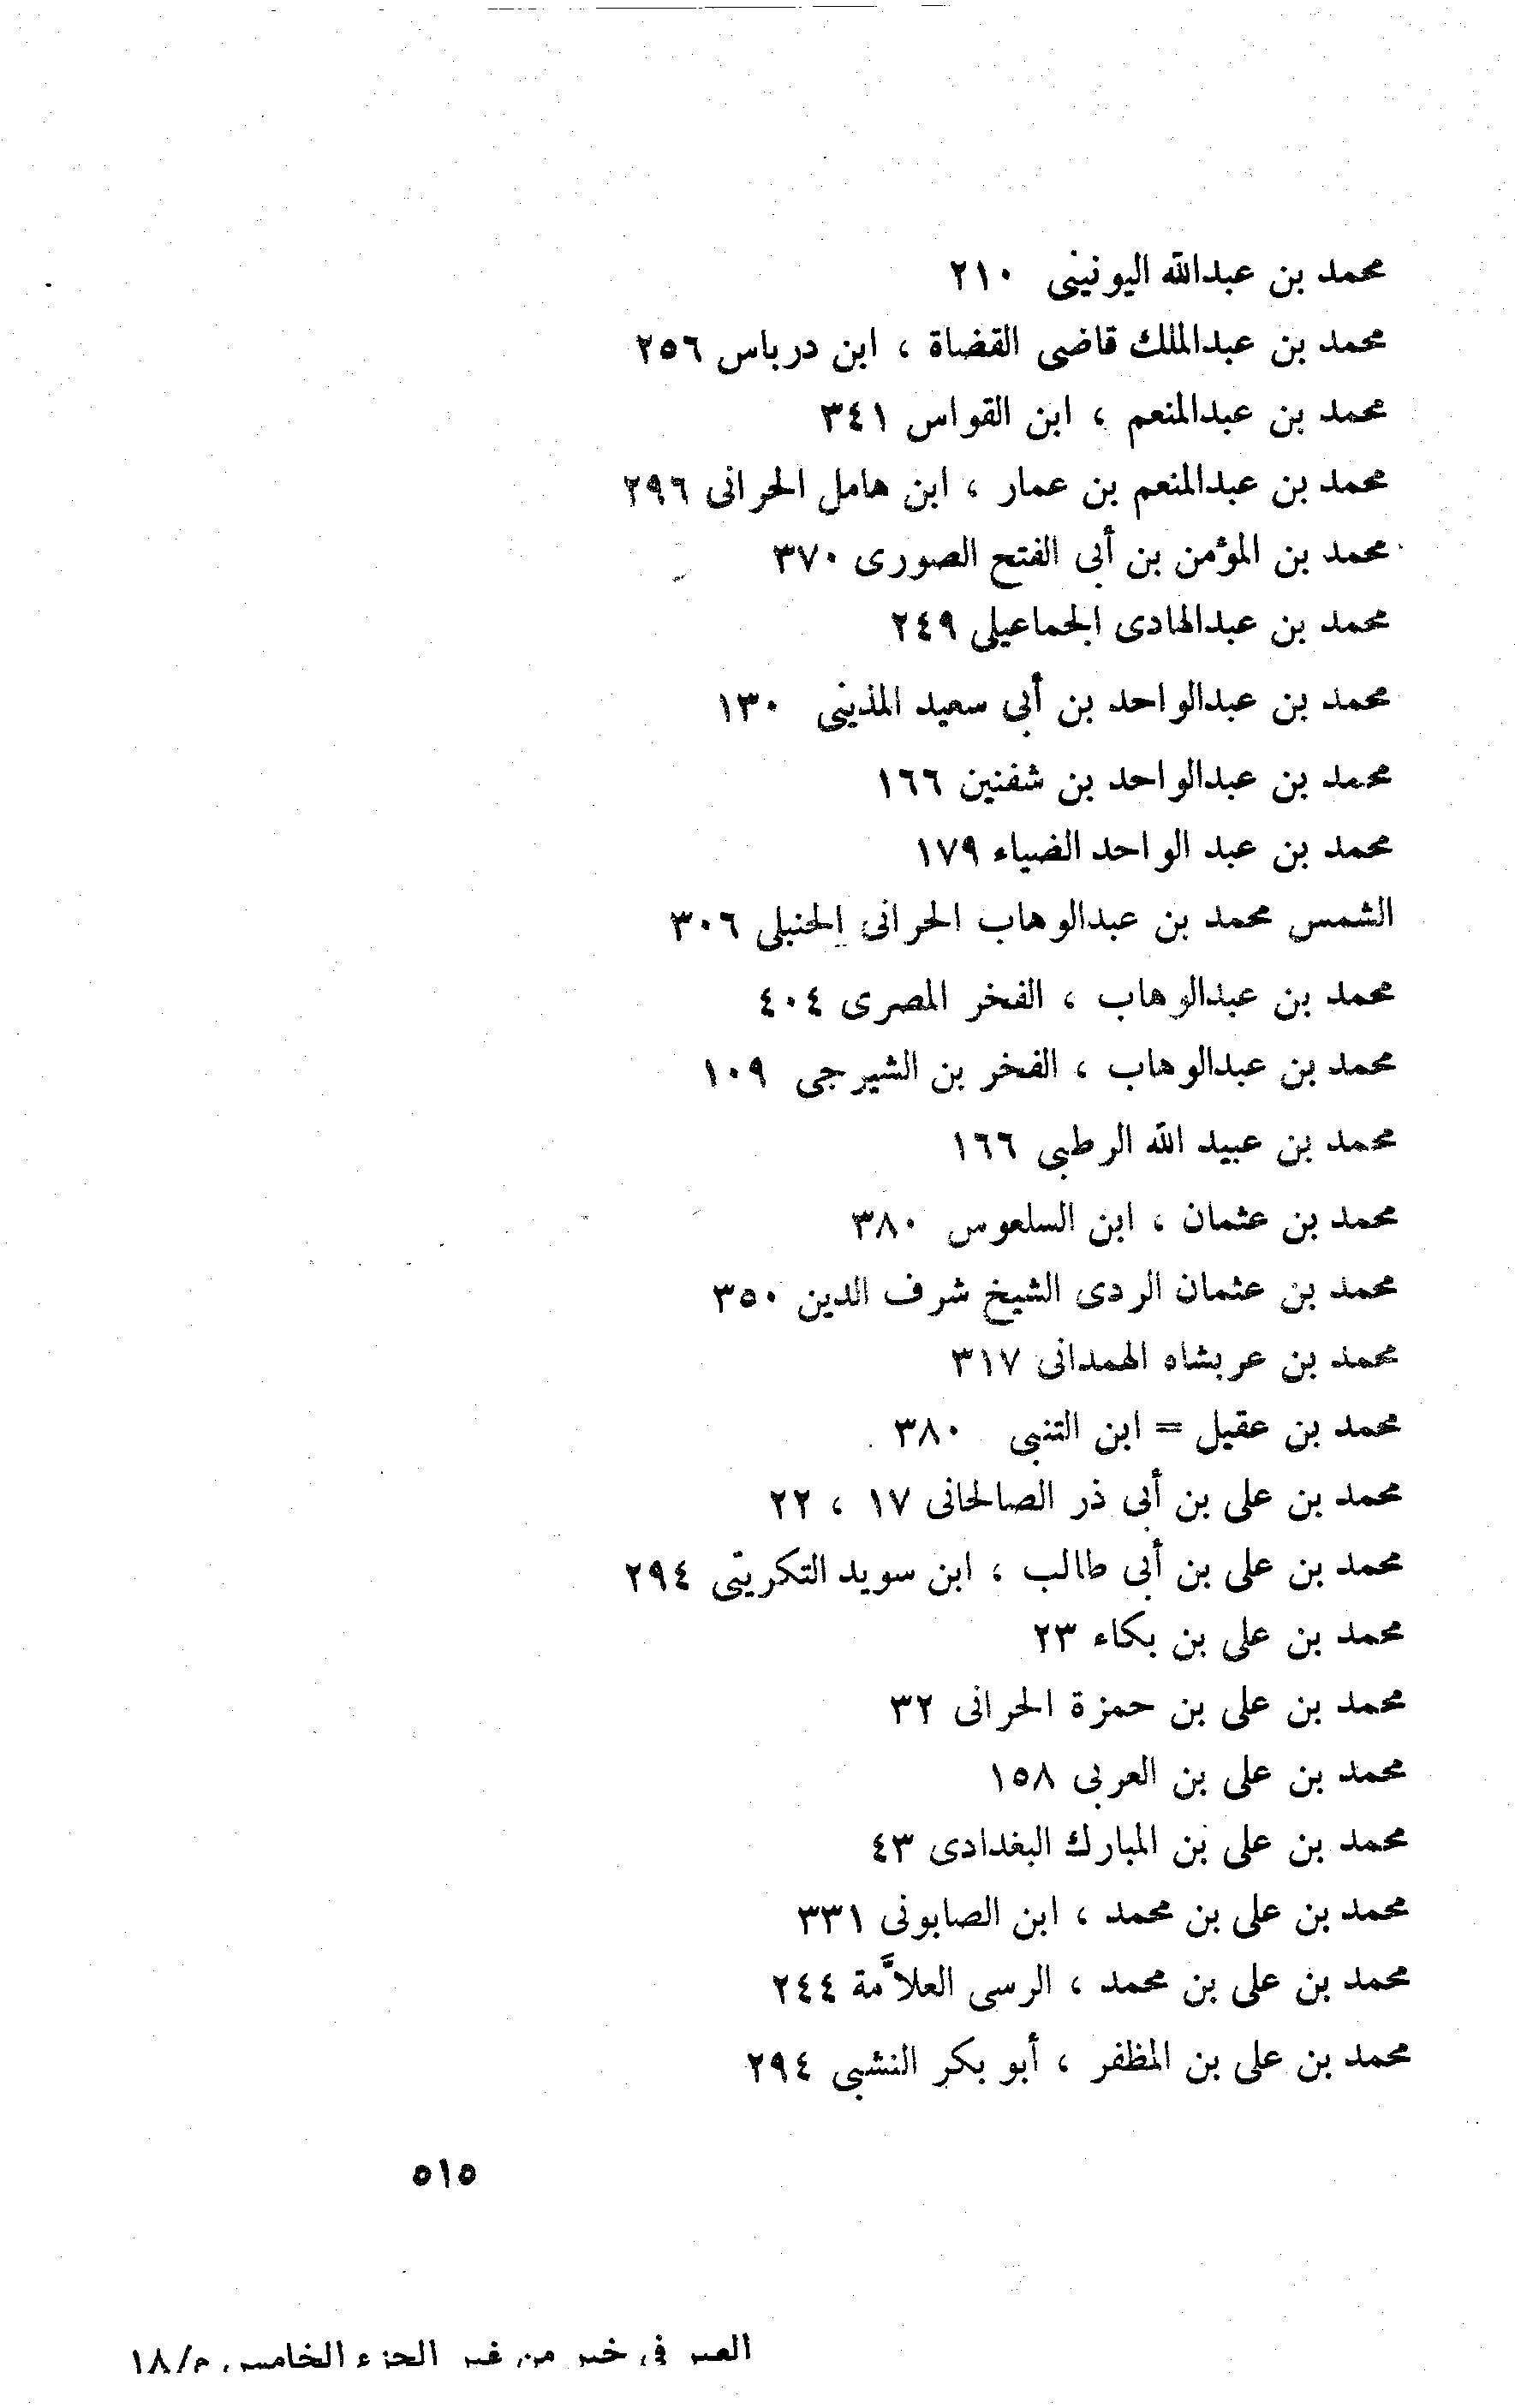 محمد بن عبدالله اليونينى ٢١٠
محمد بن عبدالملك قاضى القضاة ، ابن درباس ٢٥٦
محمد بن عبدالمنعم ، ابن القواس ٣٤١
محمد بن عبدالمنعم بن عمار ، ابن هامل الحرانى ٢٩٦
محمد بن المؤمن بن أبى الفتح الصورى ٣٧٠
محمد بن عبدالهادى الجماعيلى ٢٤٩
محمد بن عبدالواحد بن أبى سعيد المذينى ١٣٠
محمد بن عبدالواحد بن شفنين ١٦٦
محمد بن عبد الواحد الضياء ١٧٩
الشمس محمد بن عبدالوهاب الحرانى الحنبلى ٣٠٦
محمد بن عبدالوهاب ، الفخر المصرى ٤٠٤
محمد بن عبدالوهاب ، الفخر بن الشيرجى ١٠٩
محمد بن عبيد الله الرطبى ١٦٦
محمد بن عثمان ، ابن السلعوس ٣٨٠
محمد بن عثمان الردى الشيخ شرف الدين ٣٥٠
محمد بن عربشاه الهمدانى ٣١٧
محمد بن عقيل = ابن التنبى ٣٨٠
محمد بن على بن أبى ذر الصالحانى ١٧ ، ٢٢
محمد بن على بن أبى طالب ، ابن سويد التكريتى ٢٩٤
محمد بن على بن بكاء ٢٣
محمد بن على بن حمزة الحرانى ٣٢
محمد بن على بن العربى ١٥٨
محمد بن على بن المبارك البغدادى ٤٣
محمد بن على بن محمد ، ابن الصابونى ٣٣١
محمد بن على بن محمد ، الرسى العلاَّمة ٢٤٤
محمد بن على بن المظفر ، أبو بكر النشبى ٢٩٤
٥١٥
العبر فى خبر من غبر الجزء الخامس م/١٨